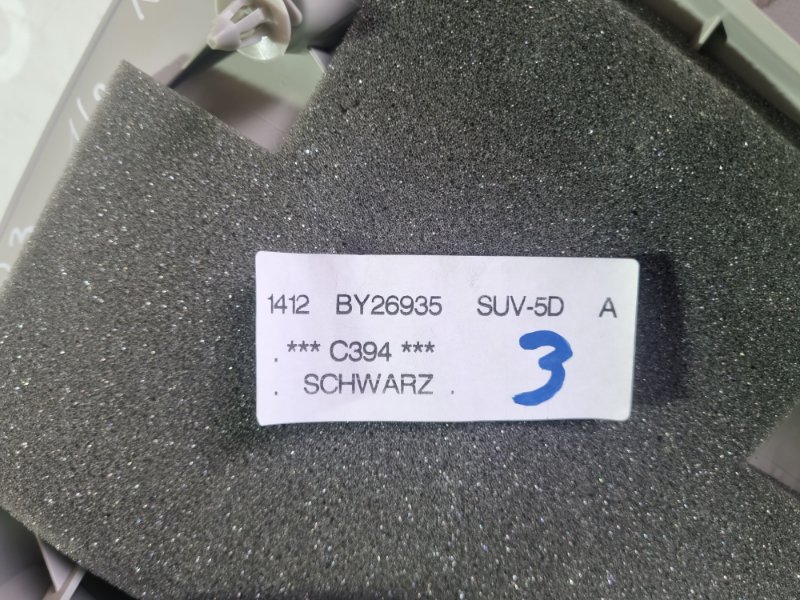 1412 BY26935 SUV-5D A
. *** C394 ***
. SCHWARZ .
3